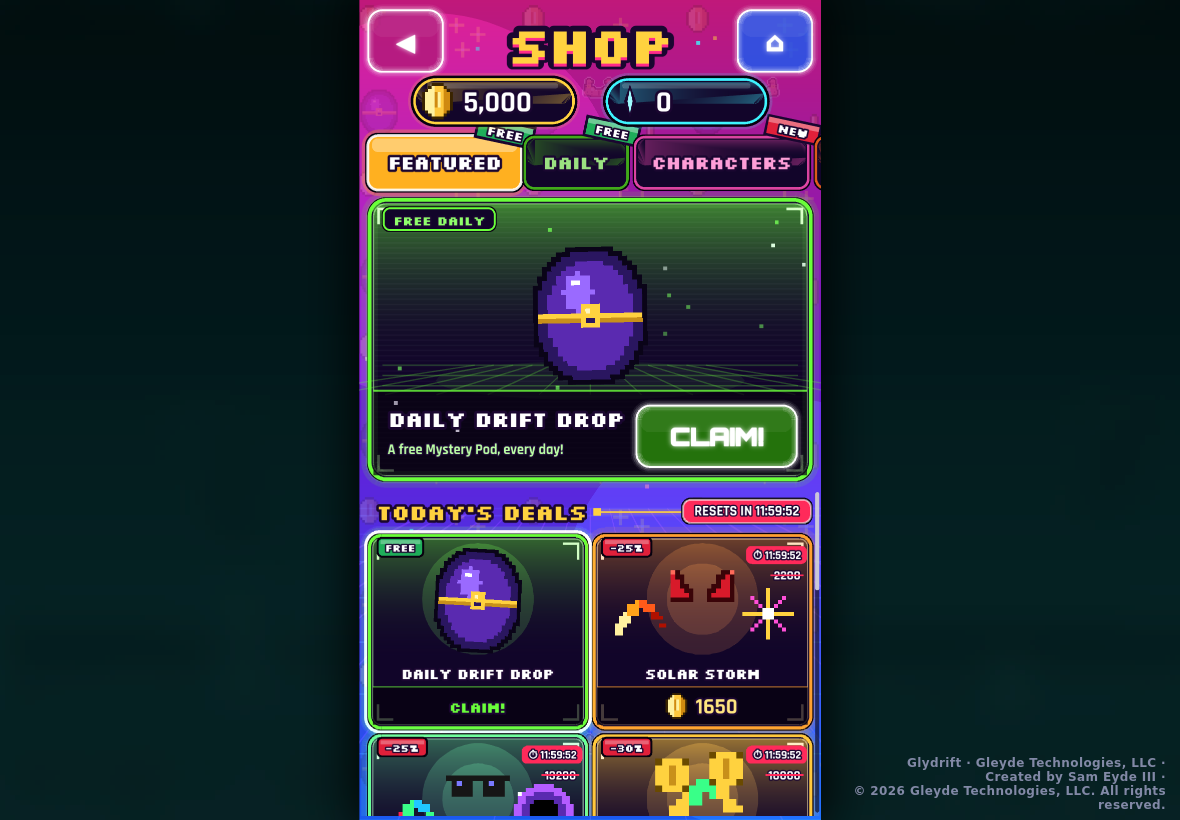 SHOP
5,000
0
FREE
FREE
NEW
FEATURED
DAILY
CHARACTERS
FREE DAILY
DAILY DRIFT DROP
A free Mystery Pod, every day!
CLAIM!
TODAY'S DEALS
RESETS IN 11:59:52
FREE
DAILY DRIFT DROP
CLAIM!
-25%
11:59:52
2200
SOLAR STORM
1650
-25%
11:59:52
13200
-30%
11:59:52
18000
Glydrift · Gleyde Technologies, LLC ·
Created by Sam Eyde III ·
© 2026 Gleyde Technologies, LLC. All rights
reserved.